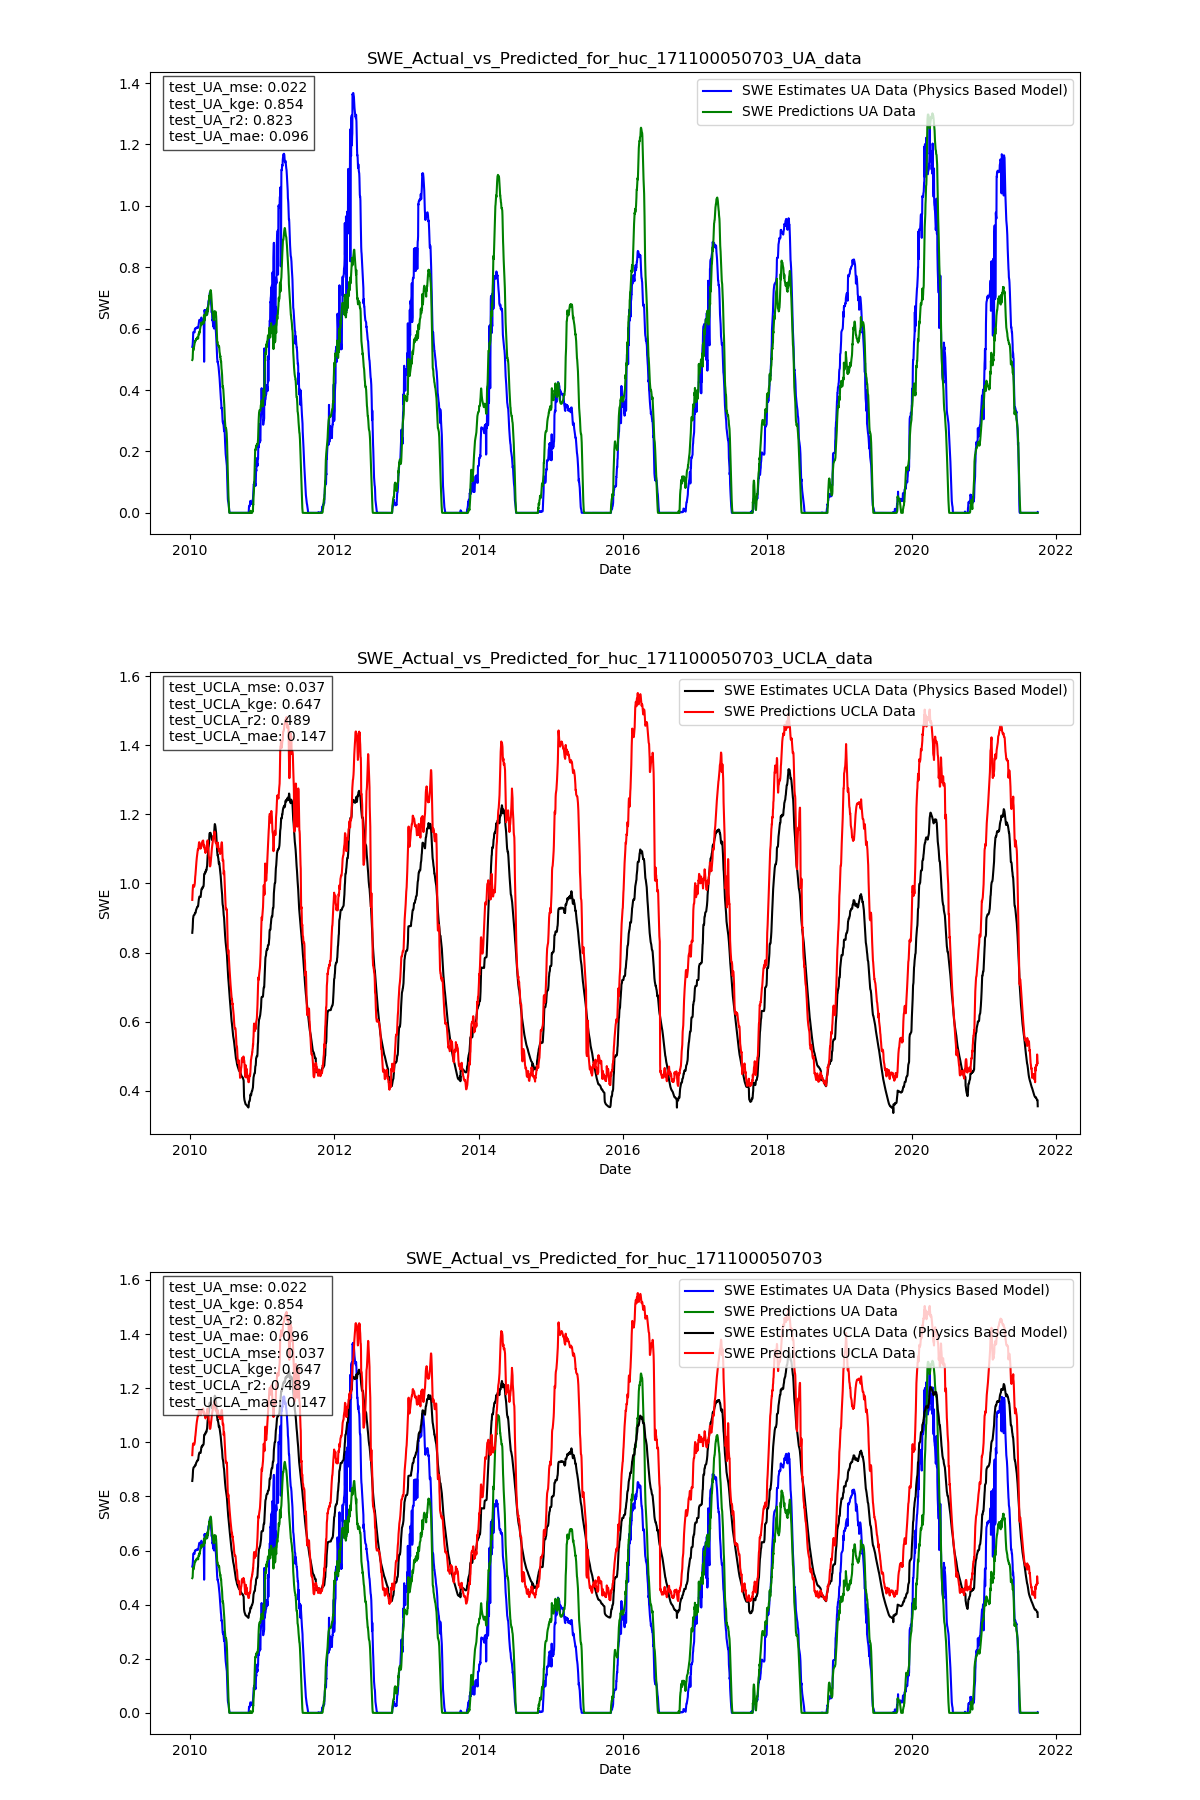 SWE_Actual_vs_Predicted_for_huc_171100050703_UA_data
test_UA_mse: 0.022
test_UA_kge: 0.854
test_UA_r2: 0.823
test_UA_mae: 0.096
SWE Estimates UA Data (Physics Based Model)
SWE Predictions UA Data
1.4
1.2
1.0
0.8
0.6
0.4
0.2
0.0
SWE
2010 2012 2014 2016 2018 2020 2022
Date
SWE_Actual_vs_Predicted_for_huc_171100050703_UCLA_data
test_UCLA_mse: 0.037
test_UCLA_kge: 0.647
test_UCLA_r2: 0.489
test_UCLA_mae: 0.147
SWE Estimates UCLA Data (Physics Based Model)
SWE Predictions UCLA Data
1.6
1.4
1.2
1.0
0.8
0.6
0.4
SWE
2010 2012 2014 2016 2018 2020 2022
Date
SWE_Actual_vs_Predicted_for_huc_171100050703
test_UA_mse: 0.022
test_UA_kge: 0.854
test_UA_r2: 0.823
test_UA_mae: 0.096
test_UCLA_mse: 0.037
test_UCLA_kge: 0.647
test_UCLA_r2: 0.489
test_UCLA_mae: 0.147
SWE Estimates UA Data (Physics Based Model)
SWE Predictions UA Data
SWE Estimates UCLA Data (Physics Based Model)
SWE Predictions UCLA Data
1.6
1.4
1.2
1.0
0.8
0.6
0.4
0.2
0.0
SWE
2010 2012 2014 2016 2018 2020 2022
Date